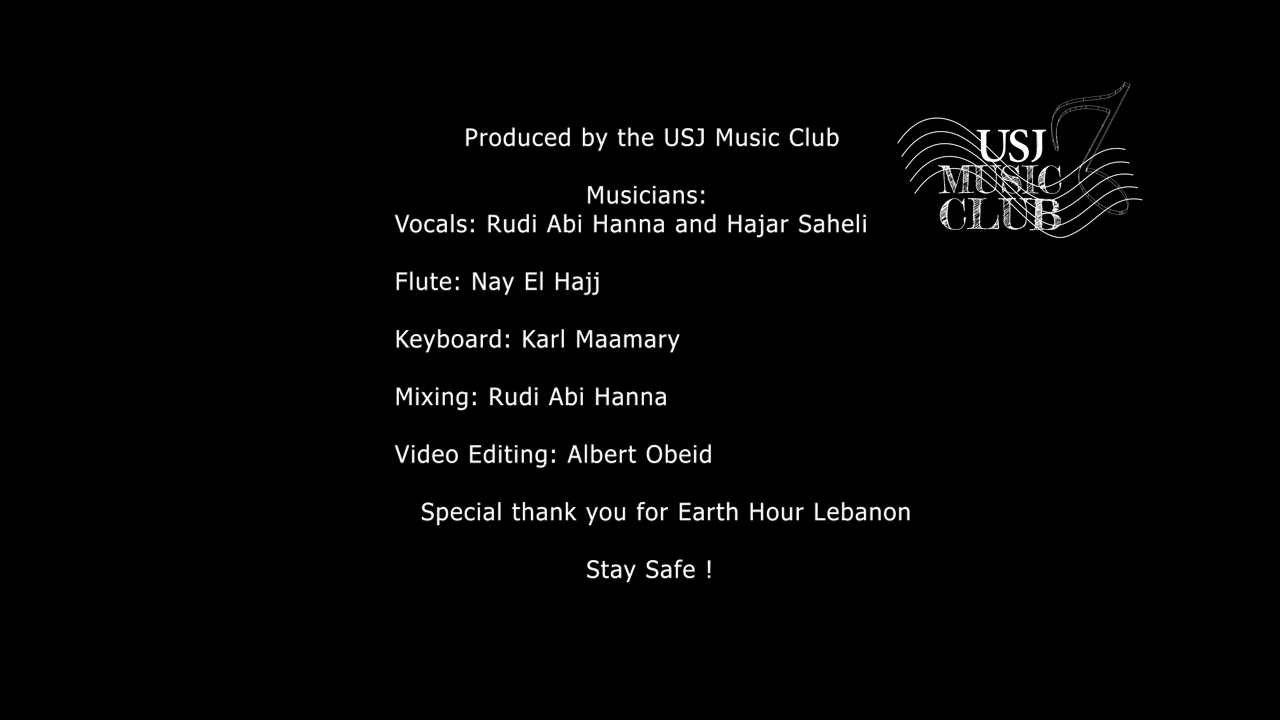 Produced by the USJ Music Club
USJ
MUSIC
CLUB
Musicians:
Vocals: Rudi Abi Hanna and Hajar Saheli
Flute: Nay El Hajj
Keyboard: Karl Maamary
Mixing: Rudi Abi Hanna
Video Editing: Albert Obeid
Special thank you for Earth Hour Lebanon
Stay Safe !